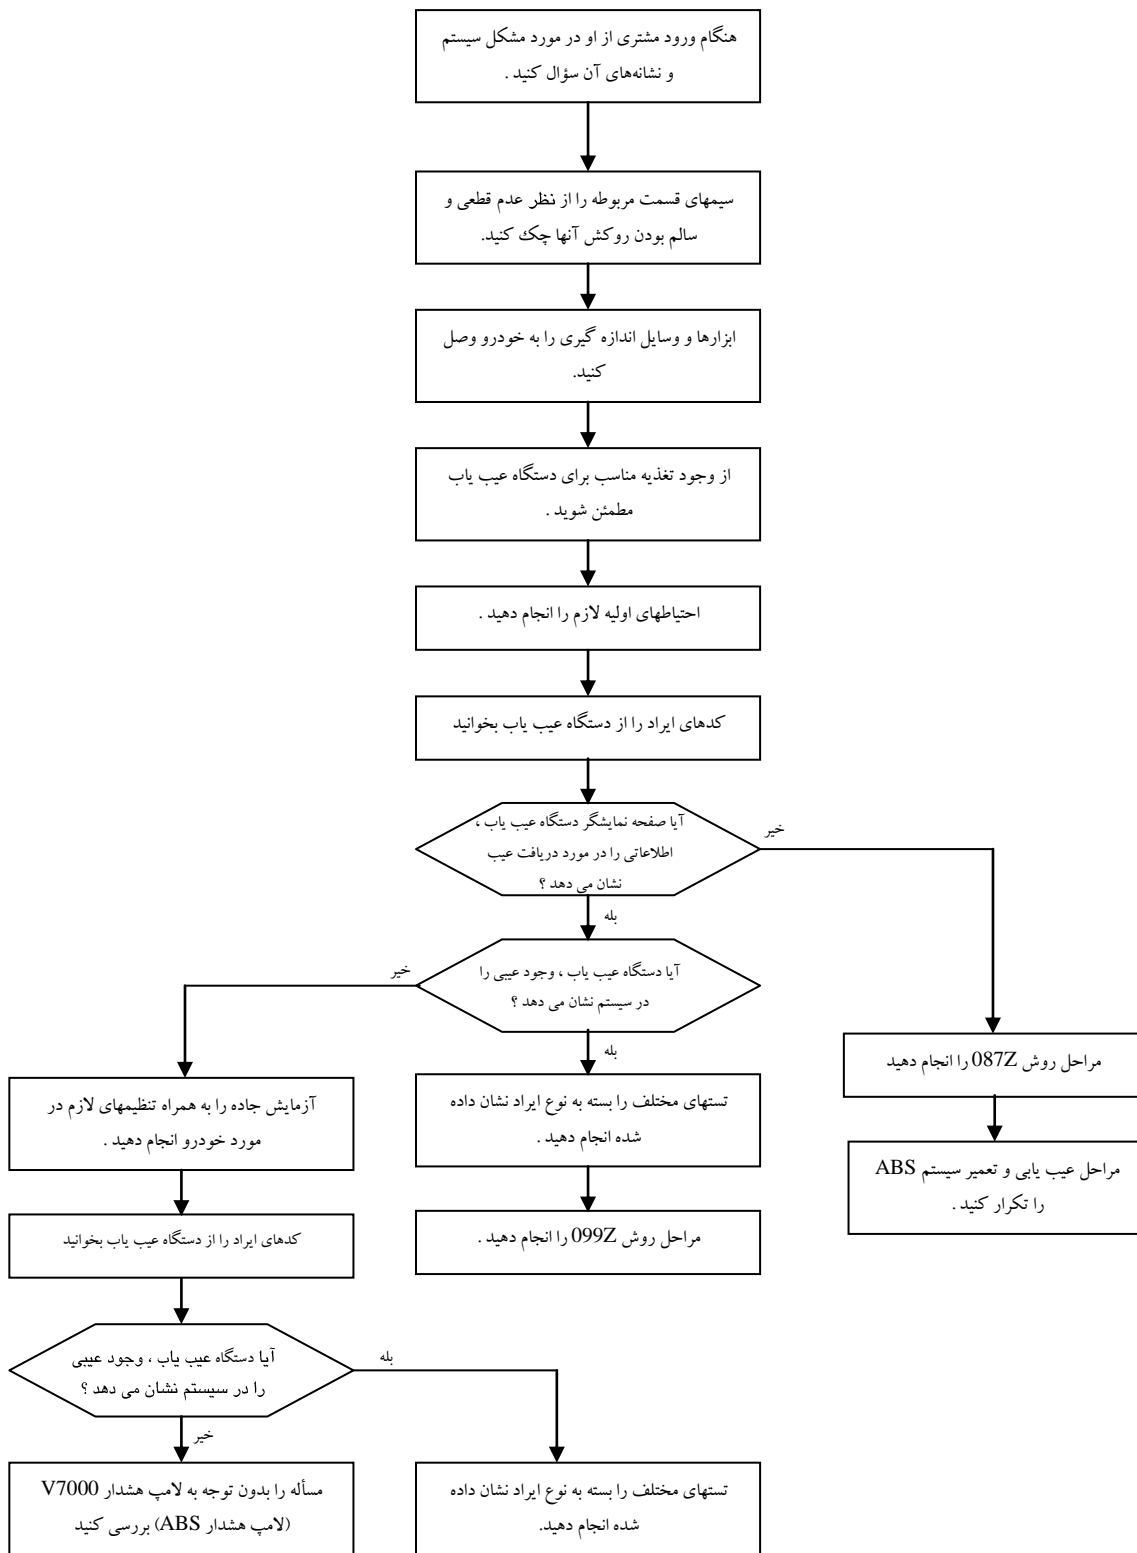 هنگام ورود مشتری از او در مورد مشکل سیستم
و نشانه‌های آن سؤال کنید .
سیمهای قسمت مربوطه را از نظر عدم قطعی و
سالم بودن روکش آنها چک کنید.
ابزارها و وسایل اندازه گیری را به خودرو وصل
کنید.
از وجود تغذیه مناسب برای دستگاه عیب یاب
مطمئن شوید .
احتیاطهای اولیه لازم را انجام دهید .
کدهای ایراد را از دستگاه عیب یاب بخوانید
آیا صفحه نمایشگر دستگاه عیب یاب ،
اطلاعاتی را در مورد دریافت عیب
نشان می دهد ؟
خیر
بله
آیا دستگاه عیب یاب ، وجود عیبی را
در سیستم نشان می دهد ؟
خیر
بله
مراحل روش 087Z را انجام دهید
مراحل عیب یابی و تعمیر سیستم ABS
را تکرار کنید .
تستهای مختلف را بسته به نوع ایراد نشان داده
شده انجام دهید .
مراحل روش 099Z را انجام دهید .
آزمایش جاده را به همراه تنظیمهای لازم در
مورد خودرو انجام دهید .
کدهای ایراد را از دستگاه عیب یاب بخوانید
آیا دستگاه عیب یاب ، وجود عیبی
را در سیستم نشان می دهد ؟
بله
خیر
تستهای مختلف را بسته به نوع ایراد نشان داده
شده انجام دهید.
مسأله را بدون توجه به لامپ هشدار V7000
(لامپ هشدار ABS) بررسی کنید